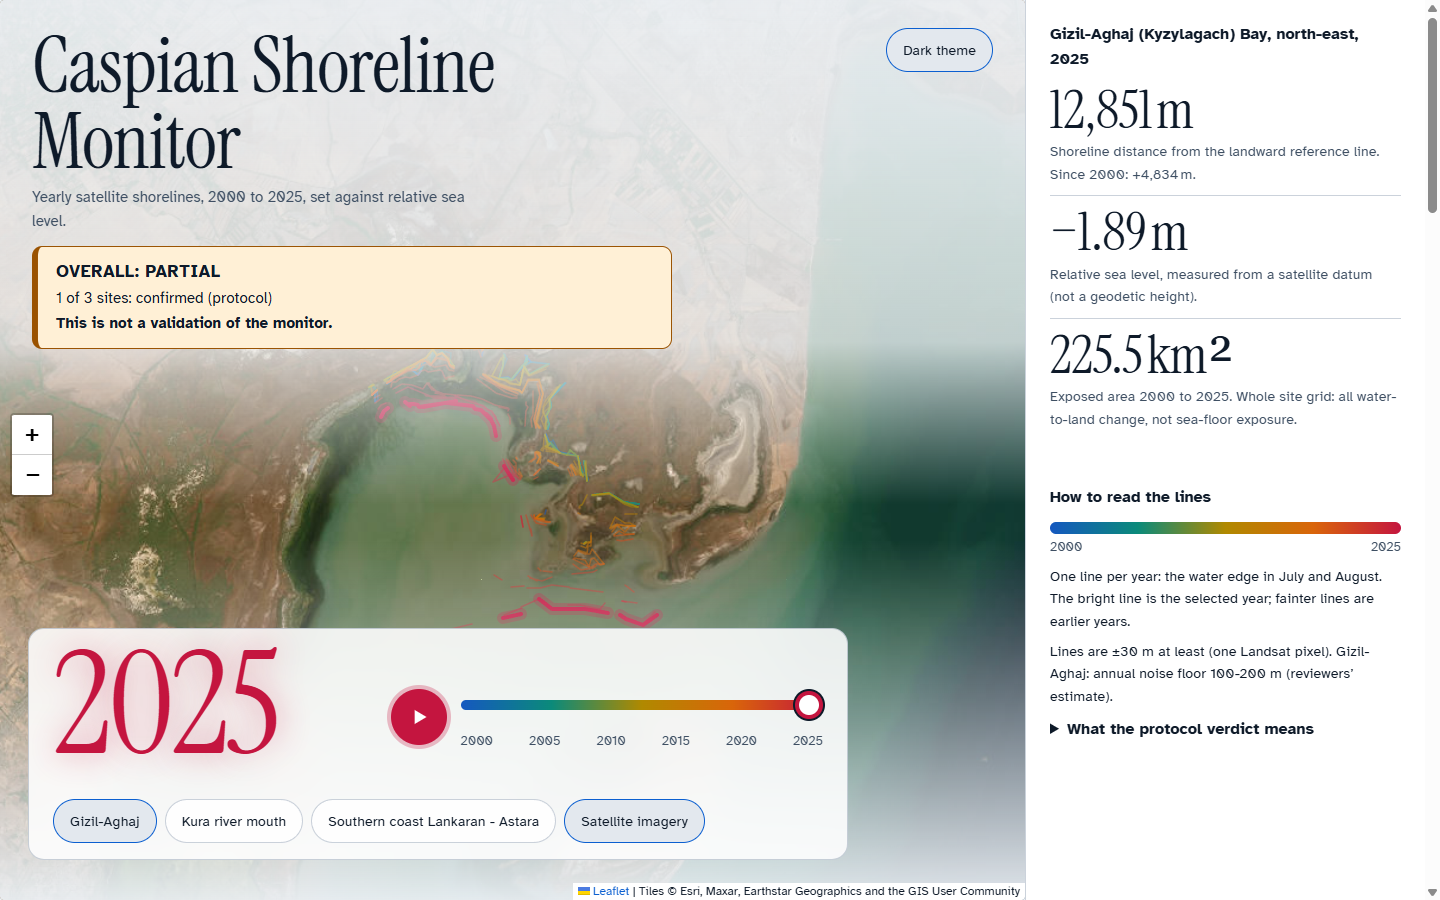 Caspian Shoreline
Monitor
Yearly satellite shorelines, 2000 to 2025, set against relative sea
level.
Dark theme
OVERALL: PARTIAL
1 of 3 sites: confirmed (protocol)
This is not a validation of the monitor.
+
−
2025
2000 2005 2010 2015 2020 2025
Gizil-Aghaj
Kura river mouth
Southern coast Lankaran - Astara
Satellite imagery
Leaflet | Tiles © Esri, Maxar, Earthstar Geographics and the GIS User Community
Gizil-Aghaj (Kyzylagach) Bay, north-east,
2025
12,851 m
Shoreline distance from the landward reference line.
Since 2000: +4,834 m.
−1.89 m
Relative sea level, measured from a satellite datum
(not a geodetic height).
225.5 km²
Exposed area 2000 to 2025. Whole site grid: all water-
to-land change, not sea-floor exposure.
How to read the lines
2000 2025
One line per year: the water edge in July and August.
The bright line is the selected year; fainter lines are
earlier years.
Lines are ±30 m at least (one Landsat pixel). Gizil-
Aghaj: annual noise floor 100-200 m (reviewers’
estimate).
What the protocol verdict means